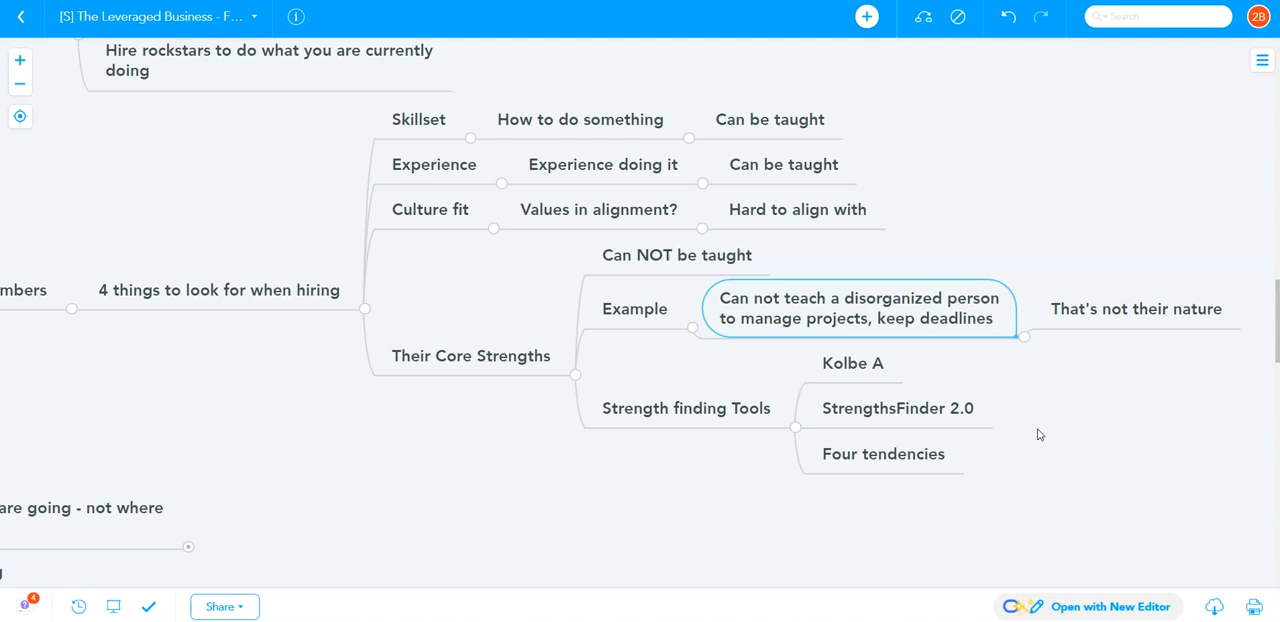 [S] The Leveraged Business - F...
Search
2B
Hire rockstars to do what you are currently
doing
Skillset
How to do something
Can be taught
Experience
Experience doing it
Can be taught
Culture fit
Values in alignment?
Hard to align with
Can NOT be taught
mbers
4 things to look for when hiring
Example
Can not teach a disorganized person
to manage projects, keep deadlines
That's not their nature
Their Core Strengths
Kolbe A
Strength finding Tools
StrengthsFinder 2.0
Four tendencies
are going - not where
g
4
Share
Open with New Editor